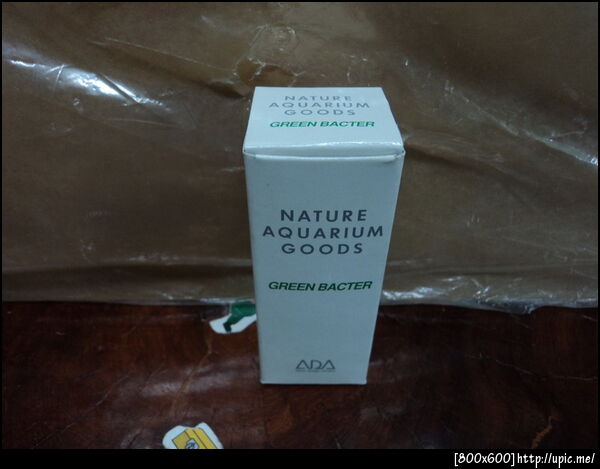 NATURE
AQUARIUM
GOODS
GREEN BACTER
NATURE
AQUARIUM
GOODS
GREEN BACTER
ADA
[800x600]http://upic.me/